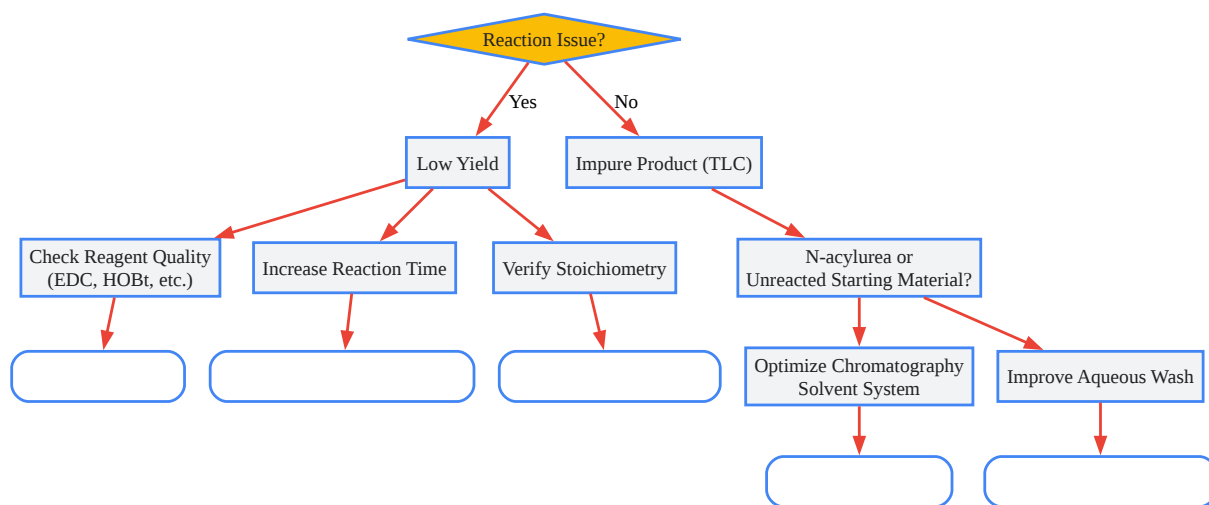 Reaction Issue?
Yes
No
Low Yield
Impure Product (TLC)
Check Reagent Quality
(EDC, HOBt, etc.)
Increase Reaction Time
Verify Stoichiometry
N-acylurea or
Unreacted Starting Material?
Optimize Chromatography
Solvent System
Improve Aqueous Wash